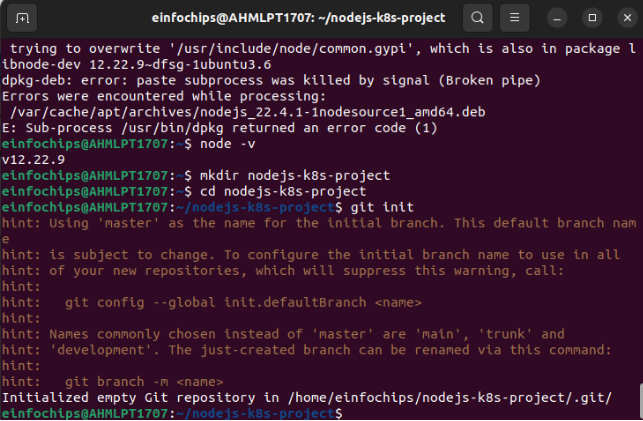 einfochips@AHMLPT1707: ~/nodejs-k8s-project
 trying to overwrite '/usr/include/node/common.gypi', which is also in package l
ibnode-dev 12.22.9~dfsg-1ubuntu3.6
dpkg-deb: error: paste subprocess was killed by signal (Broken pipe)
Errors were encountered while processing:
 /var/cache/apt/archives/nodejs_22.4.1-1nodesource1_amd64.deb
E: Sub-process /usr/bin/dpkg returned an error code (1)
einfochips@AHMLPT1707:~$ node -v
v12.22.9
einfochips@AHMLPT1707:~$ mkdir nodejs-k8s-project
einfochips@AHMLPT1707:~$ cd nodejs-k8s-project
einfochips@AHMLPT1707:~/nodejs-k8s-project$ git init
hint: Using 'master' as the name for the initial branch. This default branch nam
e
hint: is subject to change. To configure the initial branch name to use in all
hint: of your new repositories, which will suppress this warning, call:
hint:
hint:   git config --global init.defaultBranch <name>
hint:
hint: Names commonly chosen instead of 'master' are 'main', 'trunk' and
hint: 'development'. The just-created branch can be renamed via this command:
hint:
hint:   git branch -m <name>
Initialized empty Git repository in /home/einfochips/nodejs-k8s-project/.git/
einfochips@AHMLPT1707:~/nodejs-k8s-project$